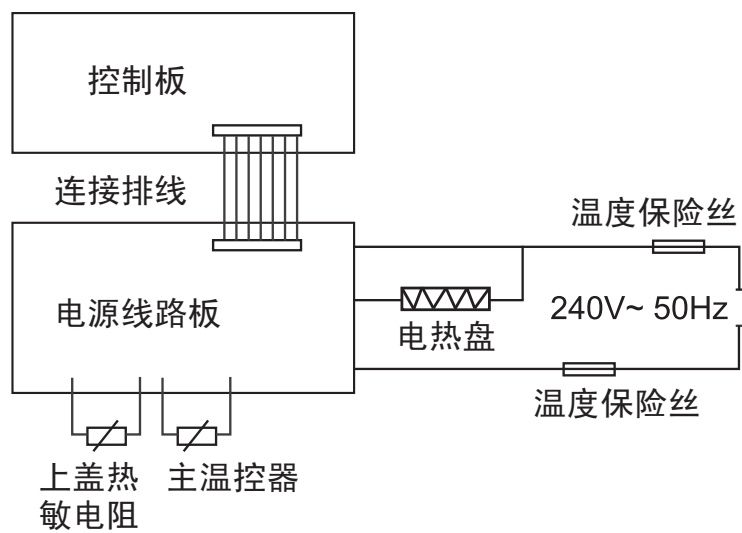 控制板
连接排线
温度保险丝
电源线路板
240V~ 50Hz
电热盘
温度保险丝
上盖热
敏电阻
主温控器